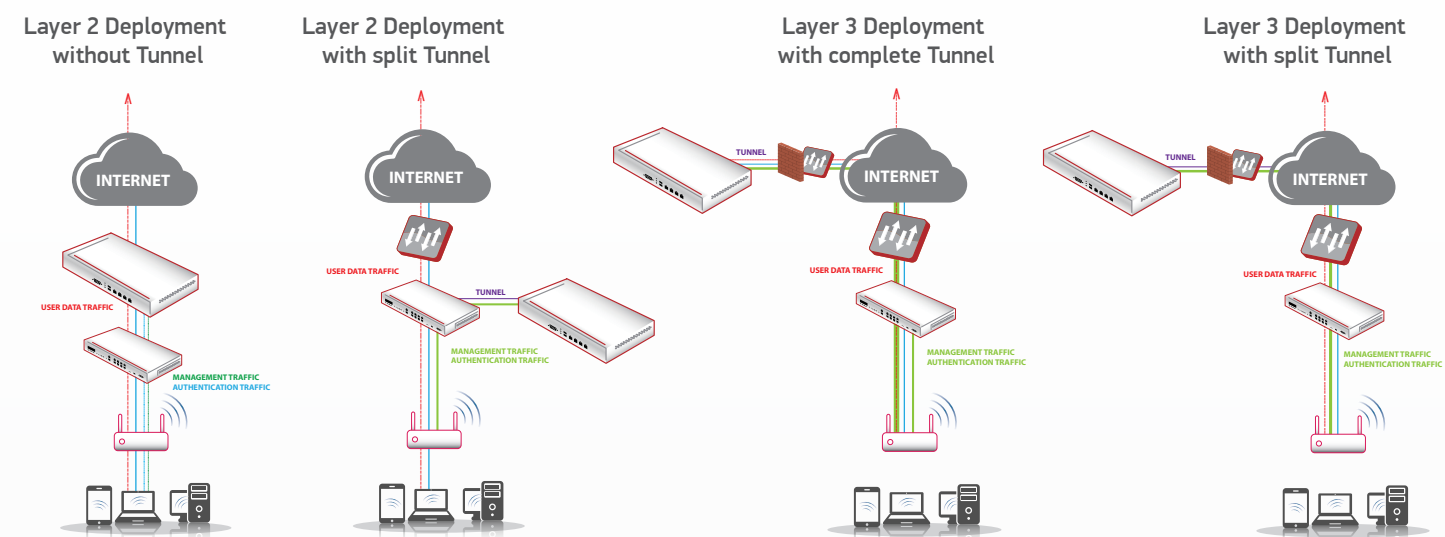 Layer 2 Deployment
without Tunnel
INTERNET
USER DATA TRAFFIC
MANAGEMENT TRAFFIC
AUTHENTICATION TRAFFIC
Layer 2 Deployment
with split Tunnel
INTERNET
USER DATA TRAFFIC
TUNNEL
MANAGEMENT TRAFFIC
AUTHENTICATION TRAFFIC
Layer 3 Deployment
with complete Tunnel
TUNNEL
INTERNET
USER DATA TRAFFIC
MANAGEMENT TRAFFIC
AUTHENTICATION TRAFFIC
Layer 3 Deployment
with split Tunnel
TUNNEL
INTERNET
USER DATA TRAFFIC
MANAGEMENT TRAFFIC
AUTHENTICATION TRAFFIC